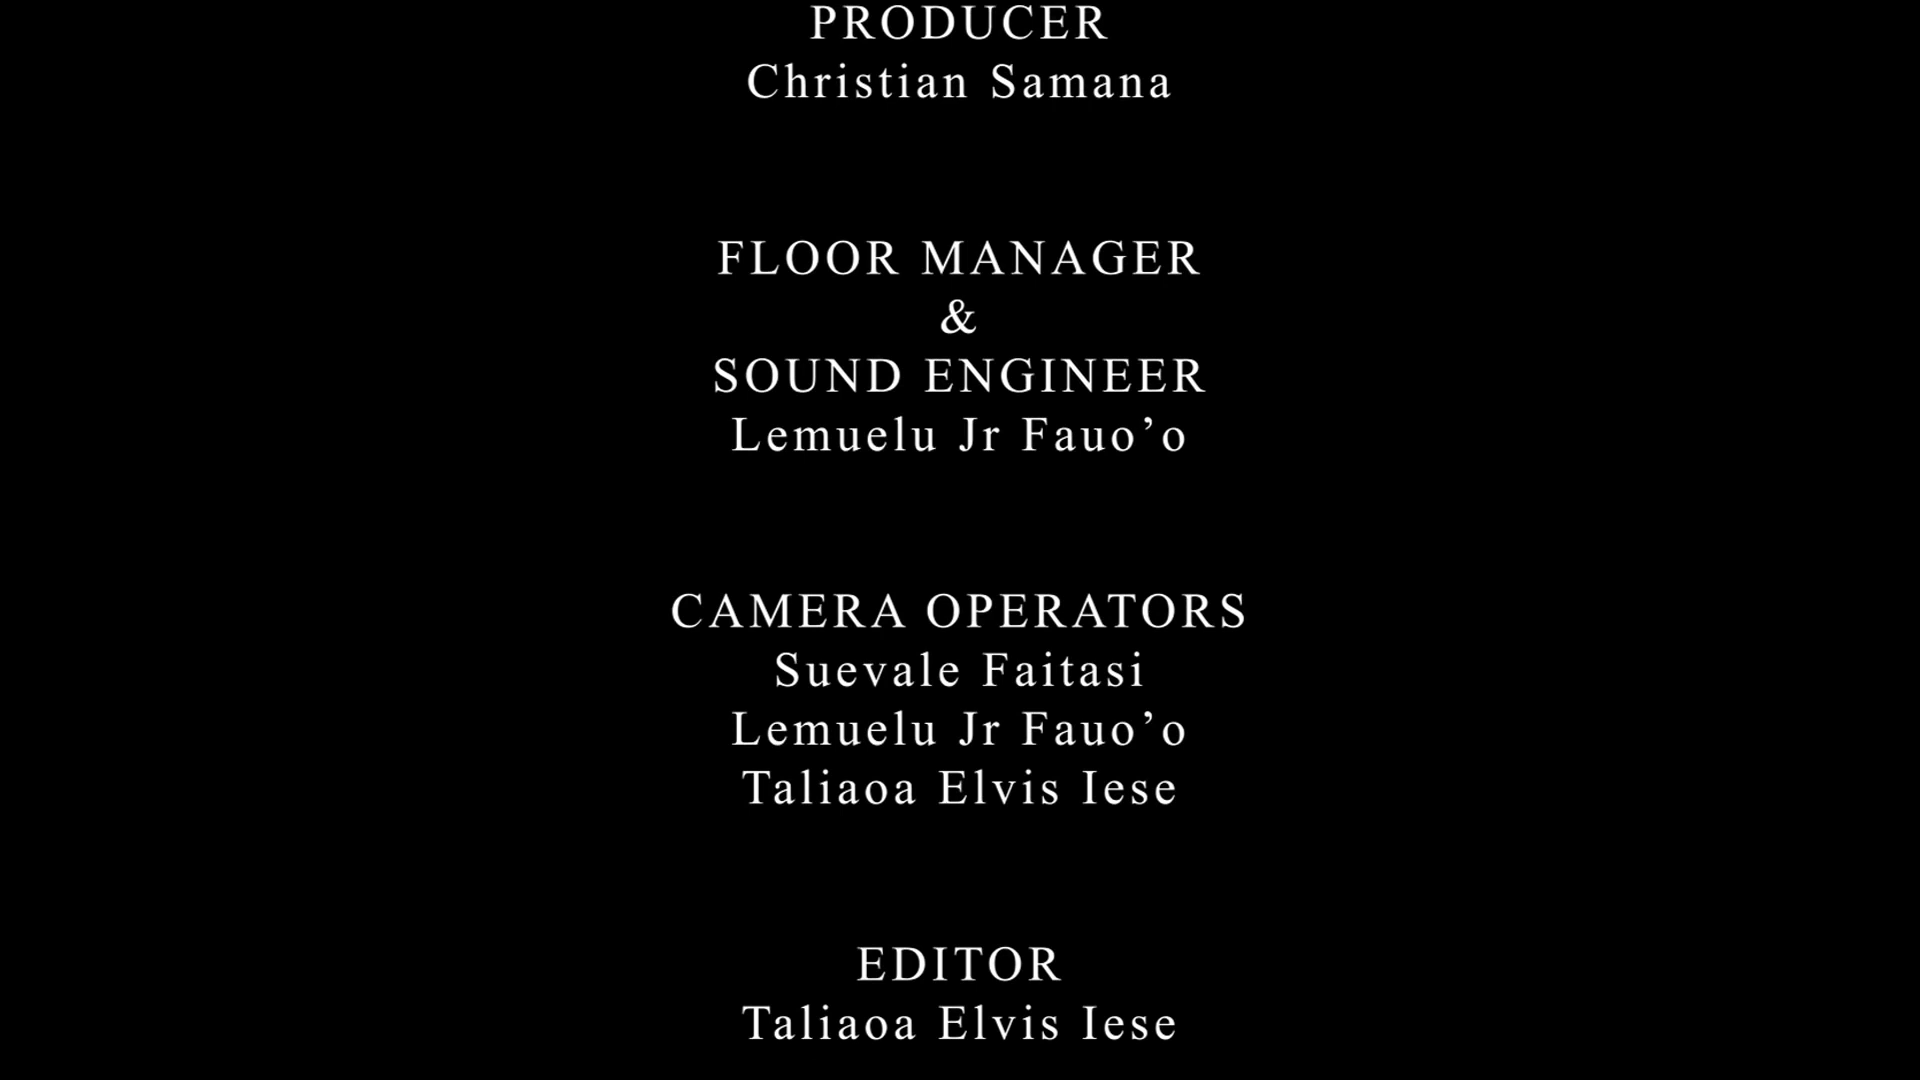 PRODUCER
Christian Samana
FLOOR MANAGER
&
SOUND ENGINEER
Lemuelu Jr Fauo’o
CAMERA OPERATORS
Suevale Faitasi
Lemuelu Jr Fauo’o
Taliaoa Elvis Iese
EDITOR
Taliaoa Elvis Iese